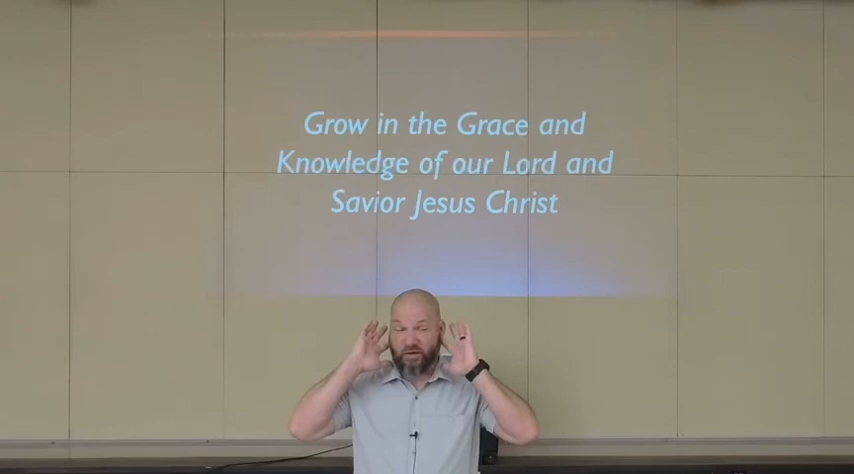 Grow in the Grace and
Knowledge of our Lord and
Savior Jesus Christ